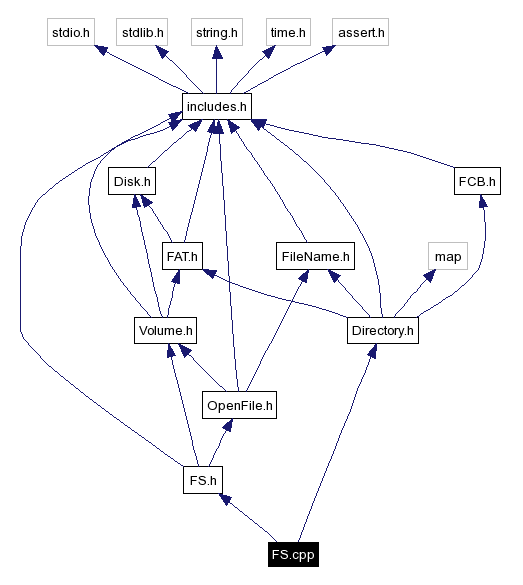 stdio.h stdlib.h string.h time.h assert.h
includes.h
Disk.h FCB.h
FAT.h FileName.h map
Volume.h Directory.h
OpenFile.h
FS.h
FS.cpp